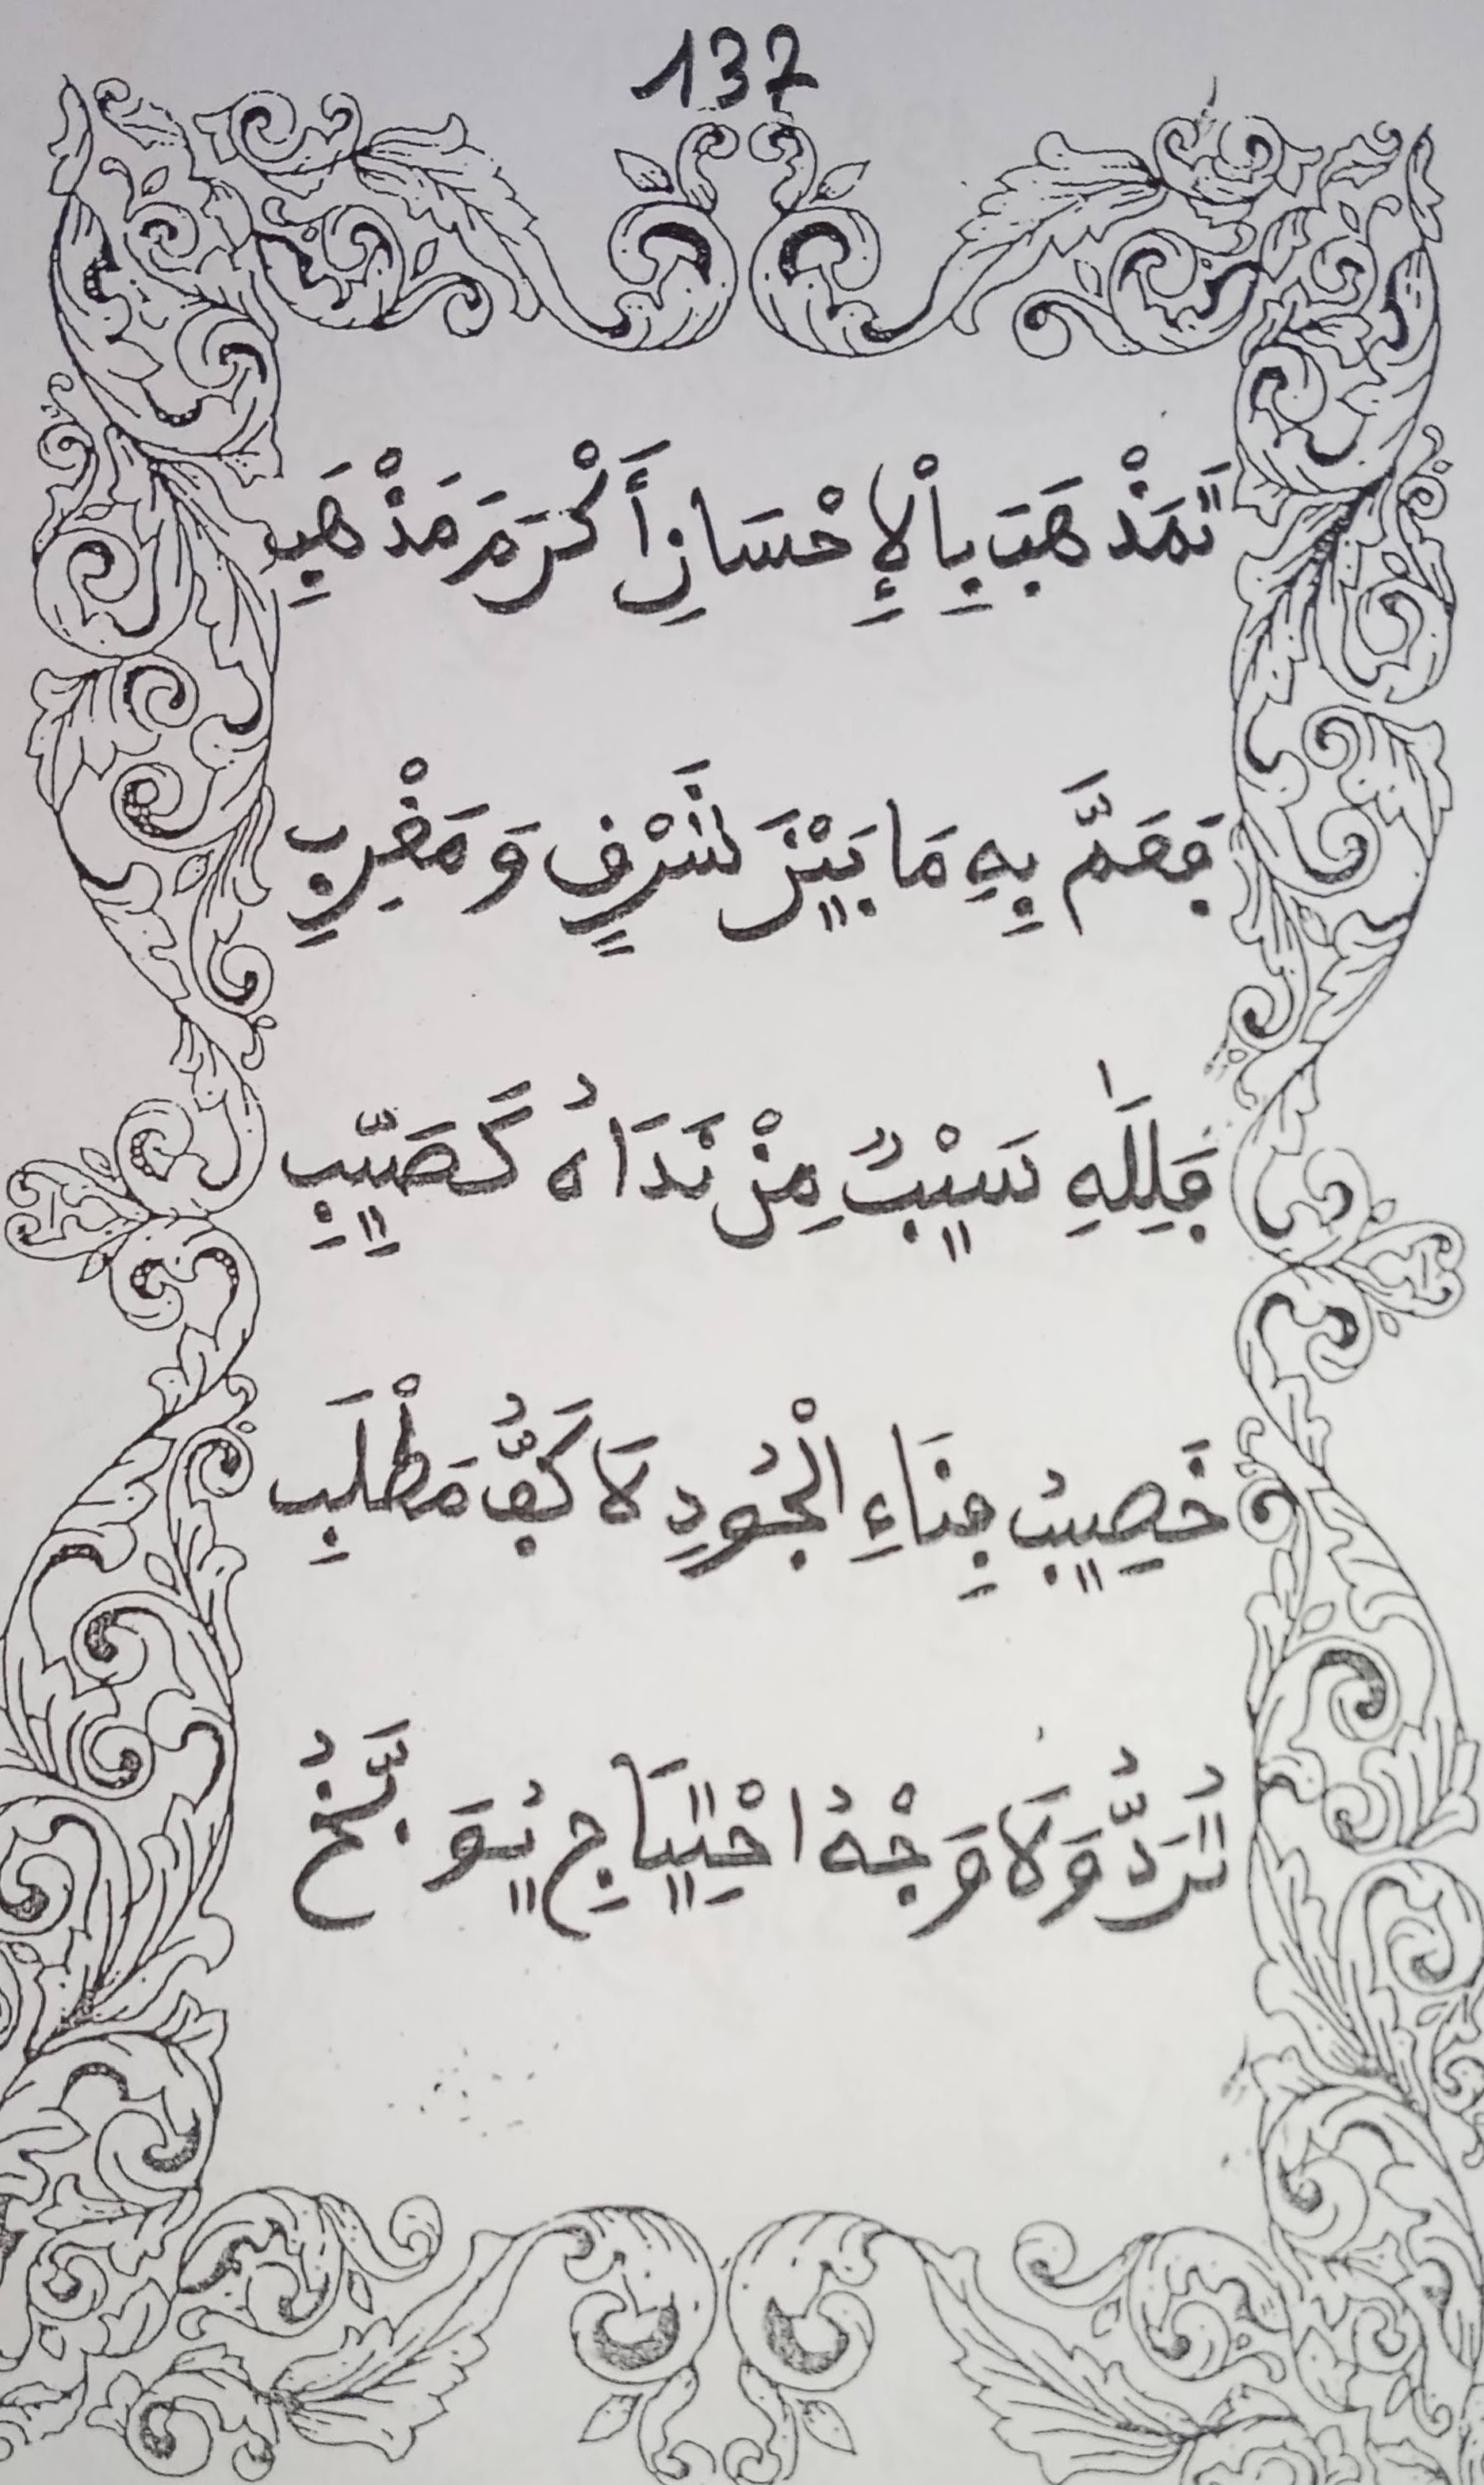 137
تَمَذْهَبَ بِالْإِحْسَانِ أَكْرَمَ مَذْهَبِ
فَعَمَّ بِهِ مَا بَيْنَ شَرْقٍ وَمَغْرِبِ
فَلِلَّهِ سَيْبٌ مِنْ نَدَاهُ كَصَيِّبِ
خَصِيبُ فِنَاءِ الْجُودِ لَا كَفُّ مَطْلَبِ
تُرَدُّ وَلَا وَجْهُ احْتِيَاجٍ يُوَبَّخُ